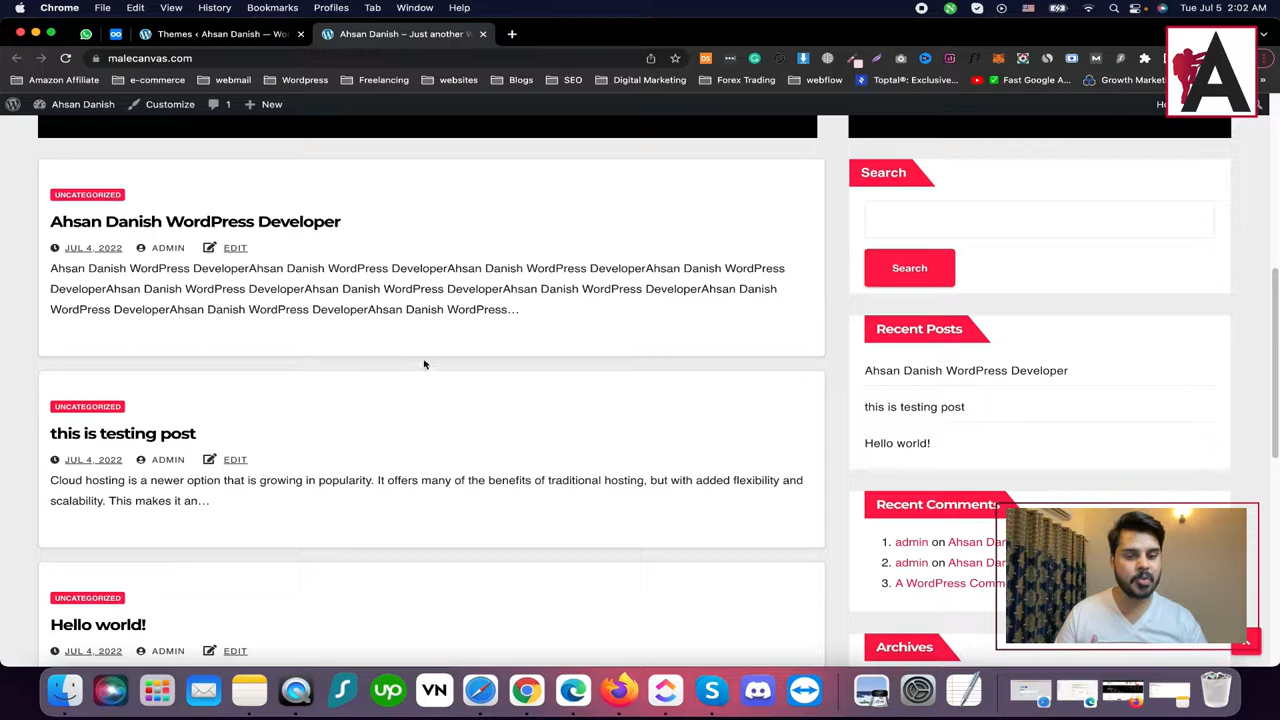 Chrome File Edit View History Bookmarks Profiles Tab Window Help Tue Jul 5 2:02 AM
Themes ‹ Ahsan Danish — Wo
Ahsan Danish – Just another W
malecanvas.com
Amazon Affiliate e-commerce webmail Wordpress Freelancing websites Blogs SEO Digital Marketing Forex Trading webflow Toptal: Exclusive... Fast Google A... Growth Mark
Ahsan Danish Customize 1 New
A
UNCATEGORIZED
Ahsan Danish WordPress Developer
JUL 4, 2022 ADMIN EDIT
Ahsan Danish WordPress DeveloperAhsan Danish WordPress DeveloperAhsan Danish WordPress DeveloperAhsan Danish WordPress
DeveloperAhsan Danish WordPress DeveloperAhsan Danish WordPress DeveloperAhsan Danish WordPress DeveloperAhsan Danish
WordPress DeveloperAhsan Danish WordPress DeveloperAhsan Danish WordPress…
UNCATEGORIZED
this is testing post
JUL 4, 2022 ADMIN EDIT
Cloud hosting is a newer option that is growing in popularity. It offers many of the benefits of traditional hosting, but with added flexibility and
scalability. This makes it an…
UNCATEGORIZED
Hello world!
JUL 4, 2022 ADMIN EDIT
Search
Search
Recent Posts
Ahsan Danish WordPress Developer
this is testing post
Hello world!
Recent Comments
1. admin on Ahsan Dan
2. admin on Ahsan Dan
3. A WordPress Comm
Archives
up VN